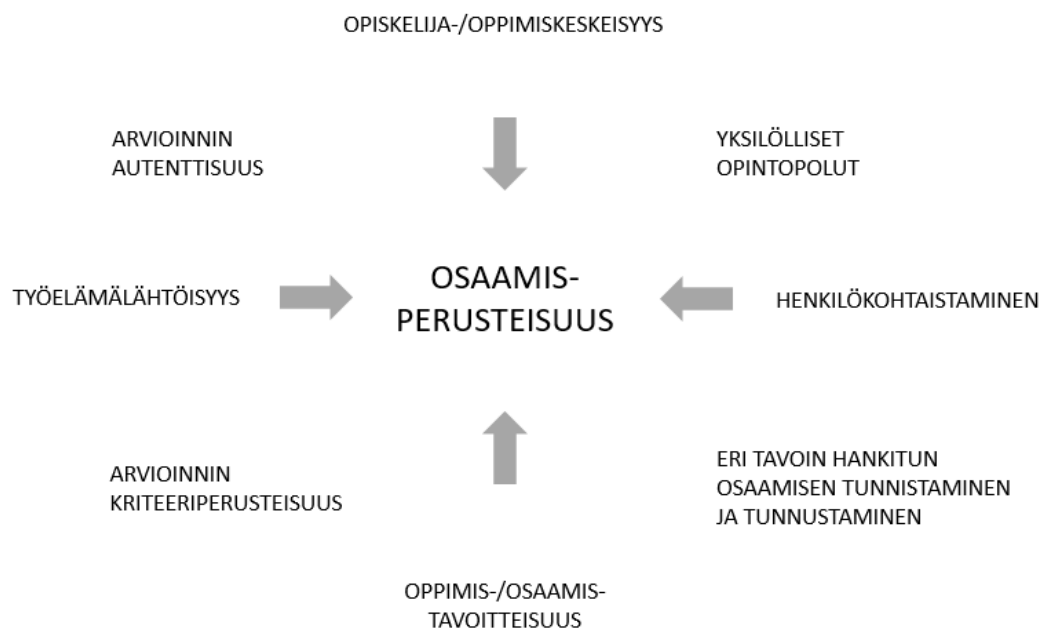 OPISKELIJA-/OPPIMISKESKEISYYS
ARVIOINNIN
AUTENTTISUUS
YKSILÖLLISET
OPINTOPOLUT
TYÖELÄMÄLÄHTÖISYYS
OSAAMIS-
PERUSTEISUUS
HENKILÖKOHTAISTAMINEN
ARVIOINNIN
KRITEERIPERUSTEISUUS
ERI TAVOIN HANKITUN
OSAAMISEN TUNNISTAMINEN
JA TUNNUSTAMINEN
OPPIMIS-/OSAAMIS-
TAVOITTEISUUS